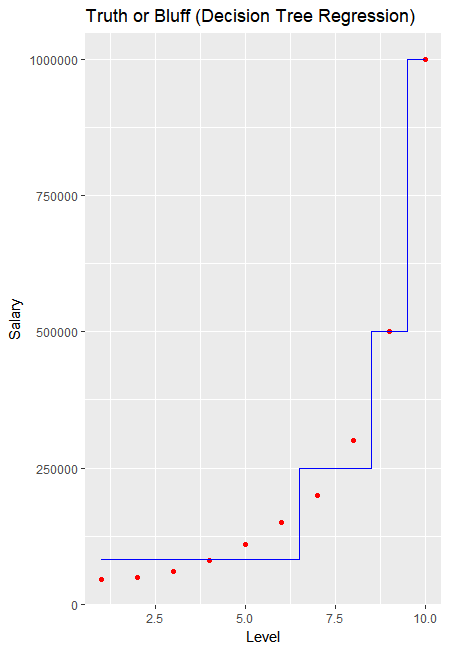 Truth or Bluff (Decision Tree Regression)
1000000
750000
500000
250000
0
Salary
2.5 5.0 7.5 10.0
Level